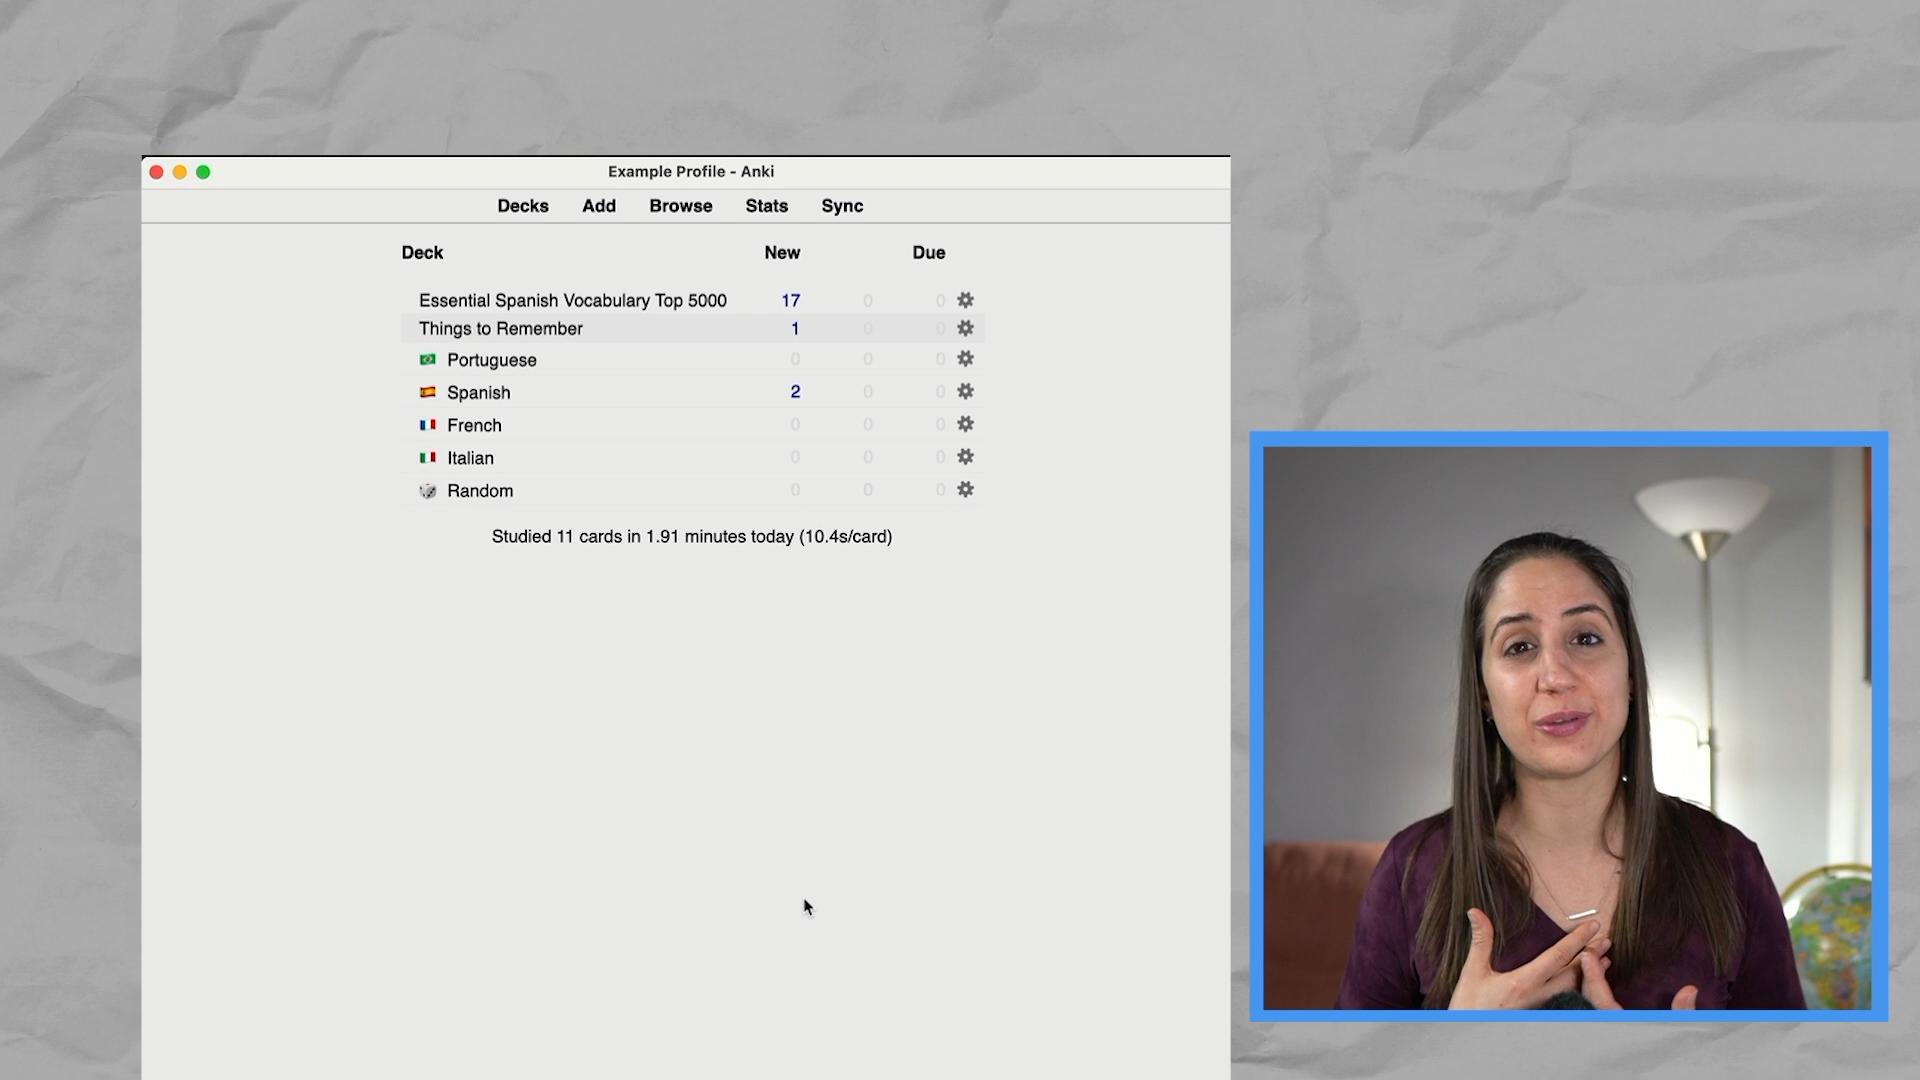 Example Profile - Anki
Decks Add Browse Stats Sync
Deck New Due
Essential Spanish Vocabulary Top 5000 17 0 0
Things to Remember 1 0 0
Portuguese 0 0 0
Spanish 2 0 0
French 0 0 0
Italian 0 0 0
Random 0 0 0
Studied 11 cards in 1.91 minutes today (10.4s/card)